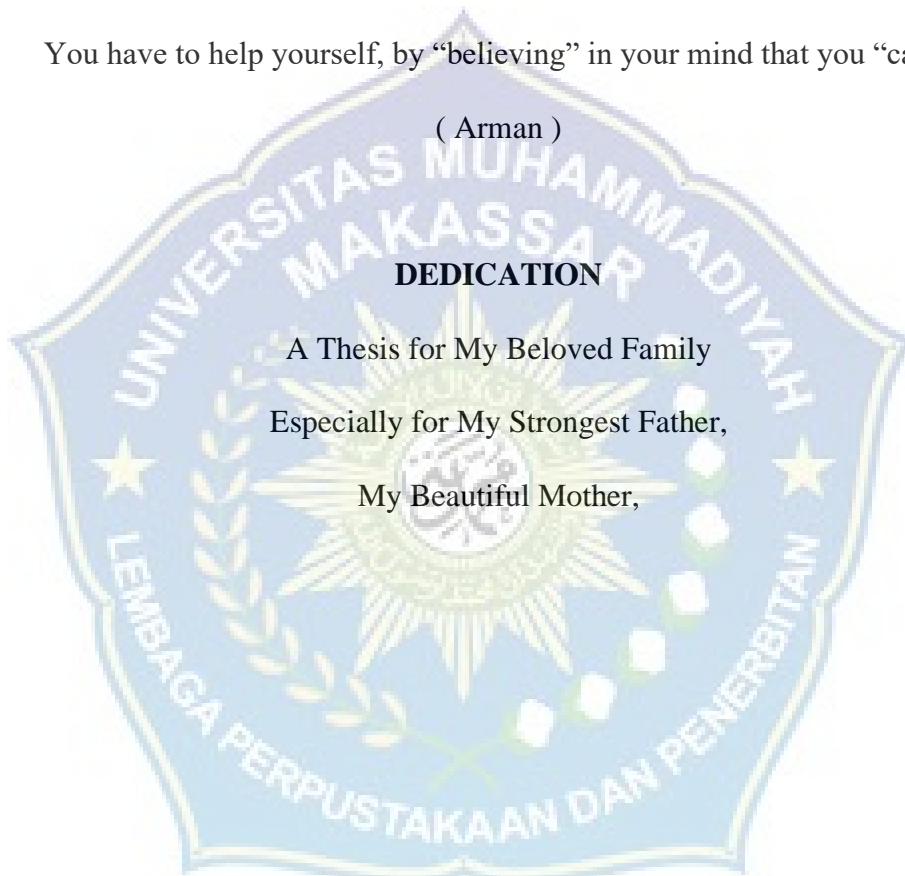 You have to help yourself, by “believing” in your mind that you “ca
( Arman )
UNIVERSITAS MUHAMMADIYAH
MAKASSAR
DEDICATION
A Thesis for My Beloved Family
Especially for My Strongest Father,
My Beautiful Mother,
LEMBAGA PERPUSTAKAAN DAN PENERBITAN